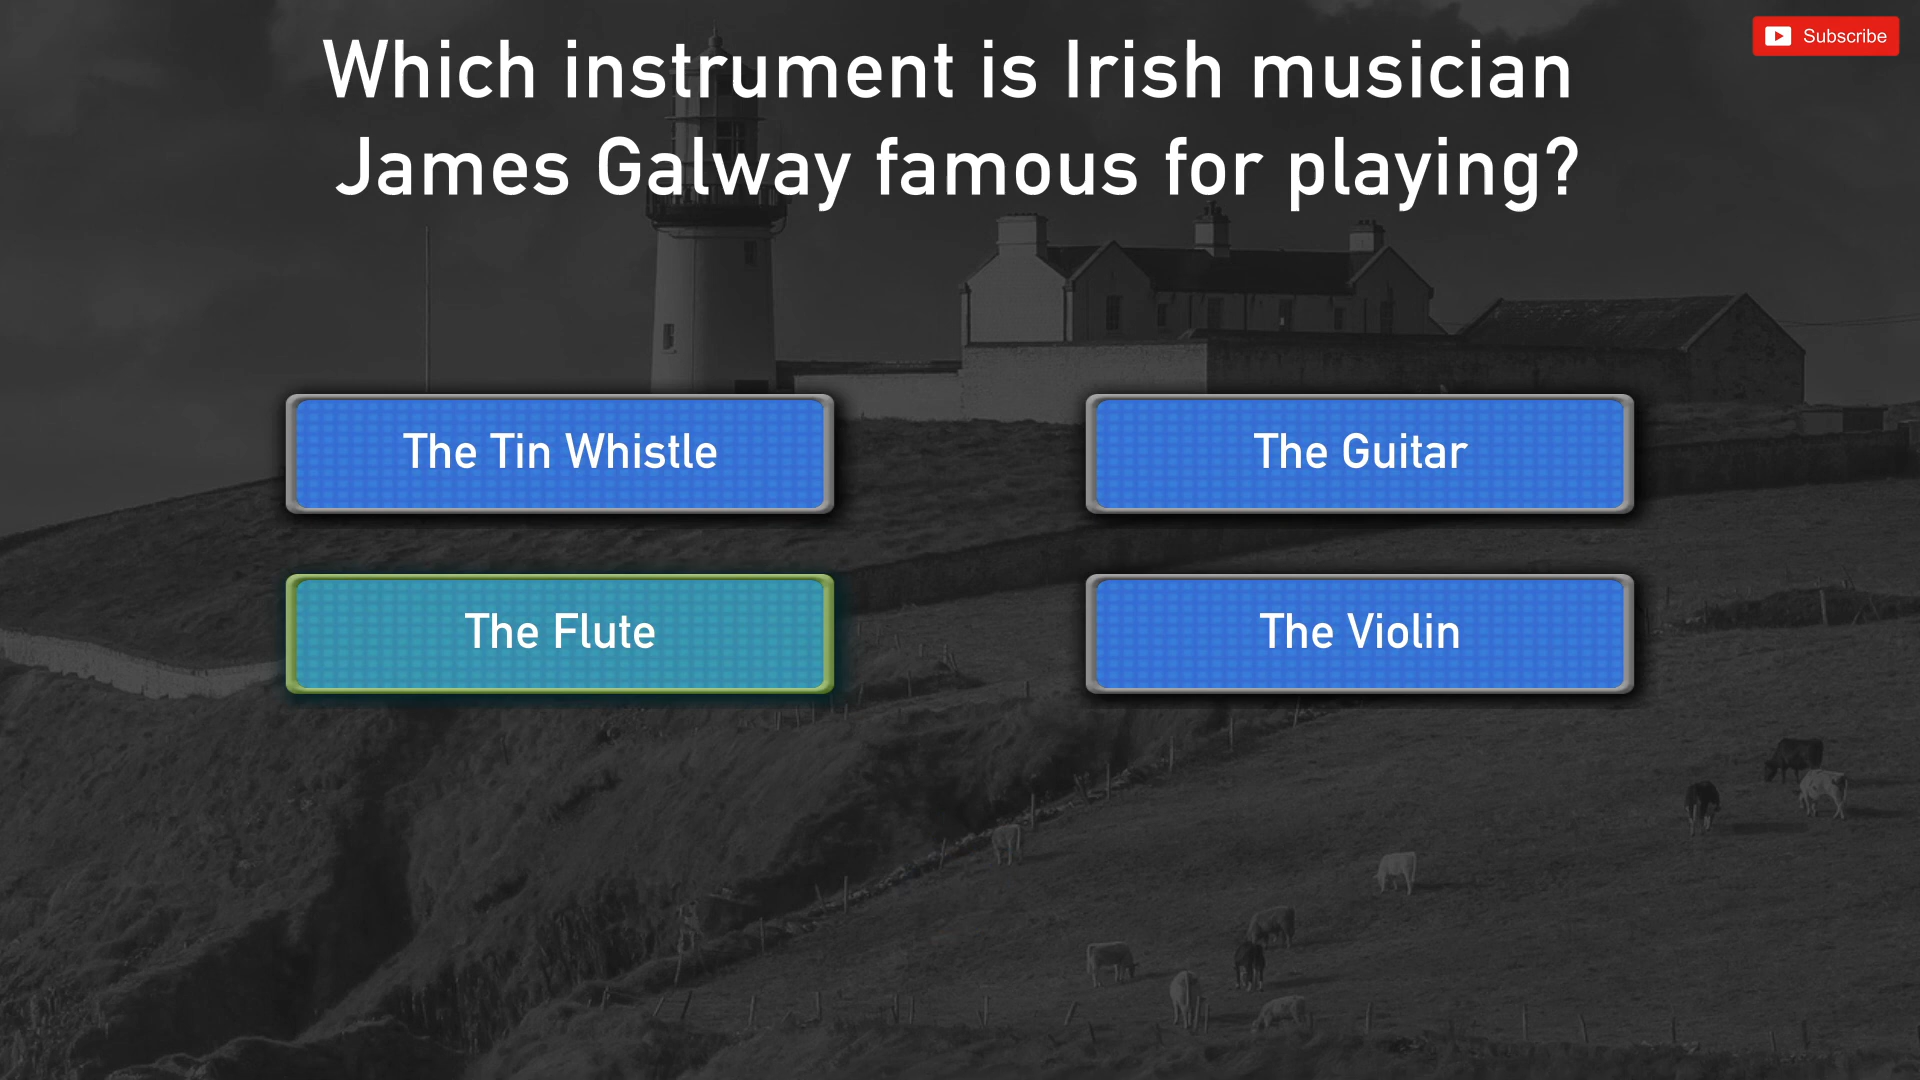 Which instrument is Irish musician
James Galway famous for playing?
Subscribe
The Tin Whistle
The Guitar
The Flute
The Violin